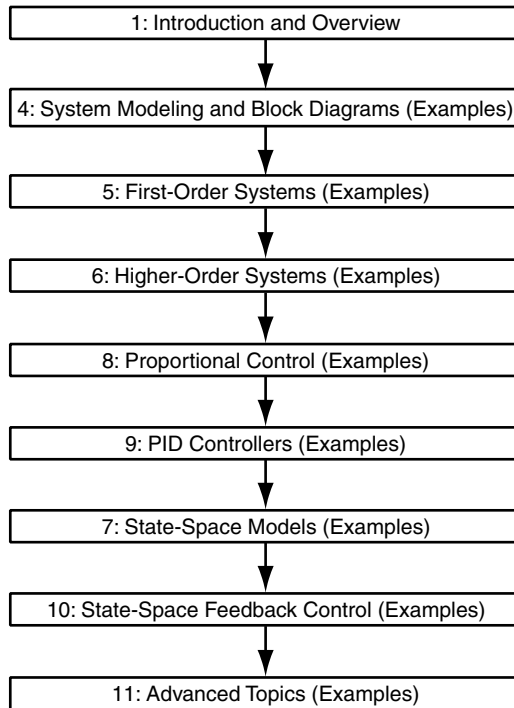 1: Introduction and Overview
4: System Modeling and Block Diagrams (Examples)
5: First-Order Systems (Examples)
6: Higher-Order Systems (Examples)
8: Proportional Control (Examples)
9: PID Controllers (Examples)
7: State-Space Models (Examples)
10: State-Space Feedback Control (Examples)
11: Advanced Topics (Examples)